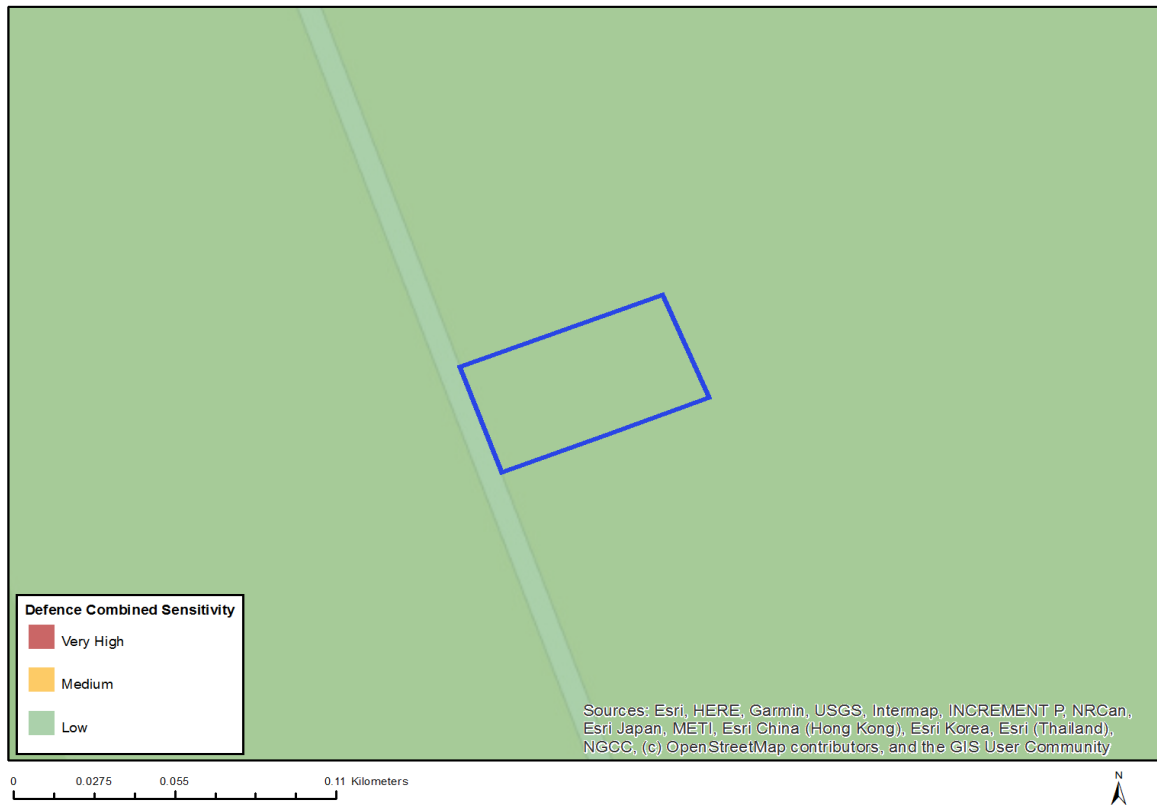 Defence Combined Sensitivity
Very High
Medium
Low
Sources: Esri, HERE, Garmin, USGS, Intermap, INCREMENT P, NRCan,
Esri Japan, METI, Esri China (Hong Kong), Esri Korea, Esri (Thailand),
NGCC, (c) OpenStreetMap contributors, and the GIS User Community
0 0.0275 0.055 0.11 Kilometers
N